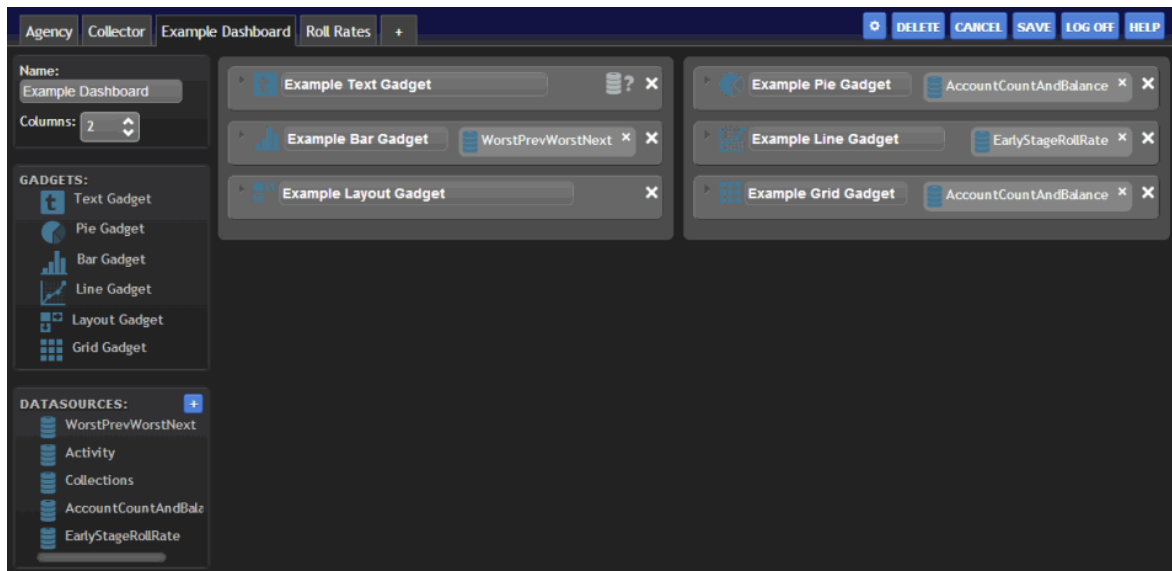 Agency Collector Example Dashboard Roll Rates +
DELETE CANCEL SAVE LOG OFF HELP
Name:
Example Dashboard
Columns: 2
GADGETS:
Text Gadget
Pie Gadget
Bar Gadget
Line Gadget
Layout Gadget
Grid Gadget
DATASOURCES: +
WorstPrevWorstNext
Activity
Collections
AccountCountAndBala
EarlyStageRollRate
Example Text Gadget ? ×
Example Bar Gadget WorstPrevWorstNext × ×
Example Layout Gadget ×
Example Pie Gadget AccountCountAndBalance × ×
Example Line Gadget EarlyStageRollRate × ×
Example Grid Gadget AccountCountAndBalance × ×